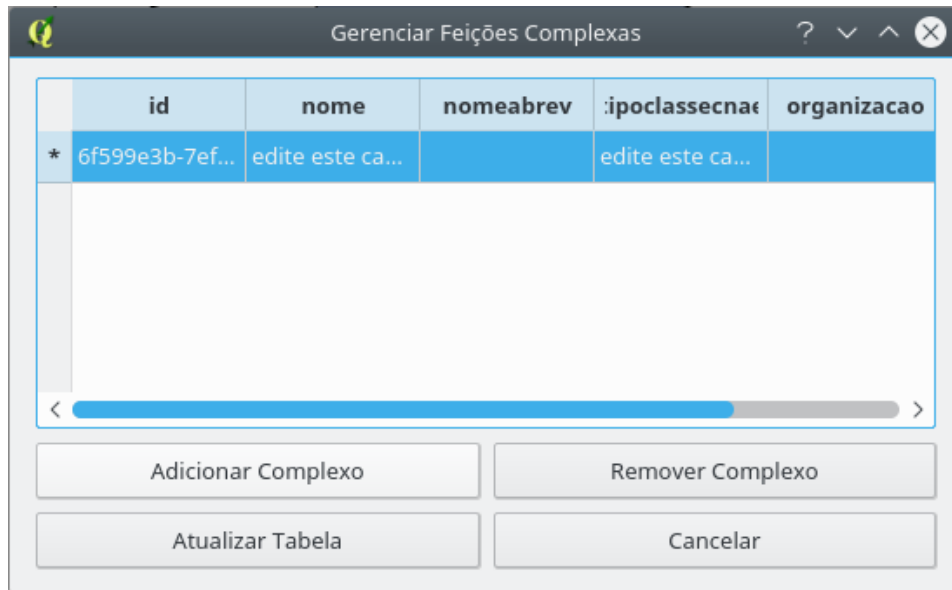 Gerenciar Feições Complexas
id nome nomeabrev tipoclassecnae organizacao
* 6f599e3b-7ef... edite este ca... edite este ca...
Adicionar Complexo Remover Complexo
Atualizar Tabela Cancelar